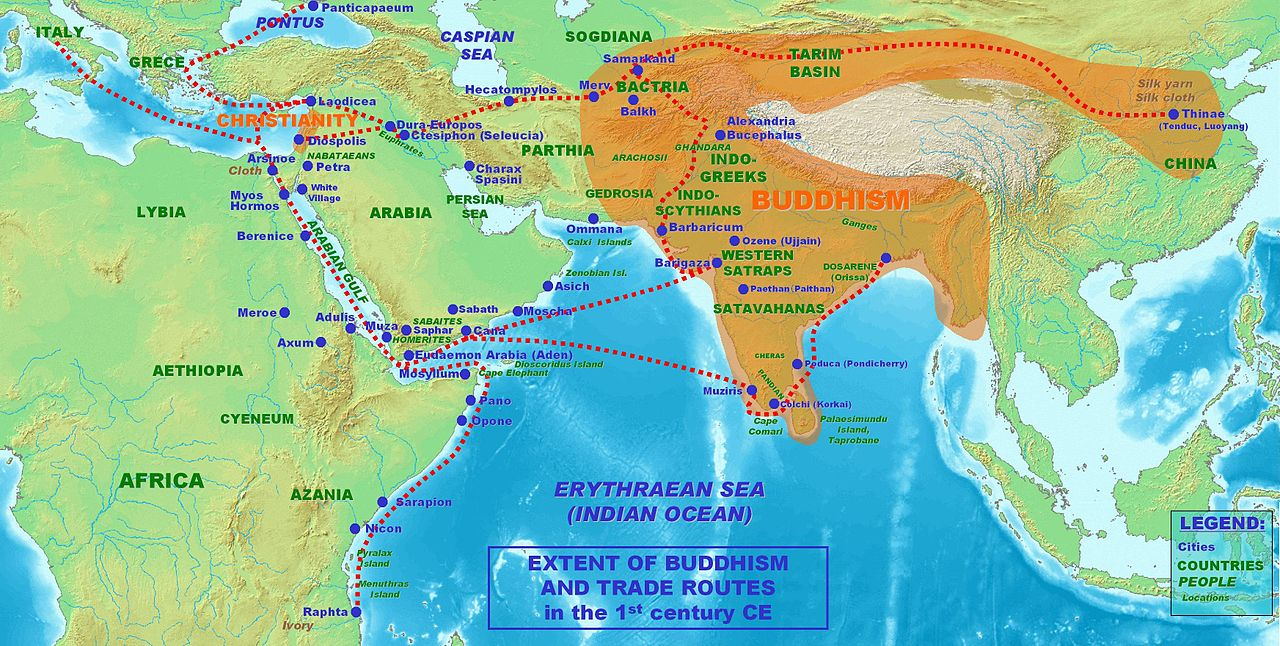 Panticapaeum
PONTUS
ITALY
CASPIAN
SEA
SOGDIANA
GRECE
Samarkand
TARIM
BASIN
Merv
BACTRIA
Hecatompylos
Balkh
Silk yarn
Silk cloth
Laodicea
CHRISTIANITY
Thinae
(Tenduc, Luoyang)
Dura-Europos
Ctesiphon (Seleucia)
Euphrates
Alexandria
Bucephalus
Diospolis
PARTHIA
GHANDARA
ARACHOSII
INDO-
GREEKS
CHINA
Arsinoe
Cloth
NABATAEANS
Petra
Charax
Spasini
White
Village
Myos
Hormos
PERSIAN
SEA
GEDROSIA
INDO-
SCYTHIANS
BUDDHISM
LYBIA
ARABIA
Ommana
Calxi Islands
Barbaricum
Ganges
Berenice
ARABIAN GULF
Ozene (Ujjain)
Barigaza
WESTERN
SATRAPS
DOSARENE
(Orissa)
Zenobian Isl.
Asich
Paethan (Paithan)
SATAVAHANAS
Meroe
Adulis
Sabath
Moscha
SABAITES
Muza
Saphar
Cana
HOMERITES
Axum
Eudaemon Arabia (Aden)
Dioscoridus Island
CHERAS
Poduca (Pondicherry)
AETHIOPIA
Mosyllum
Cape Elephant
PANDIAN
Muziris
Pano
Colchi (Korkai)
CYENEUM
Opone
Cape
Comari
Palaesimundu
Island,
Taprobane
AFRICA
AZANIA
Sarapion
ERYTHRAEAN SEA
(INDIAN OCEAN)
Nicon
Pyralax
Island
Menuthras
Island
Raphta
Ivory
EXTENT OF BUDDHISM
AND TRADE ROUTES
in the 1st century CE
LEGEND:
Cities
COUNTRIES
PEOPLE
Locations